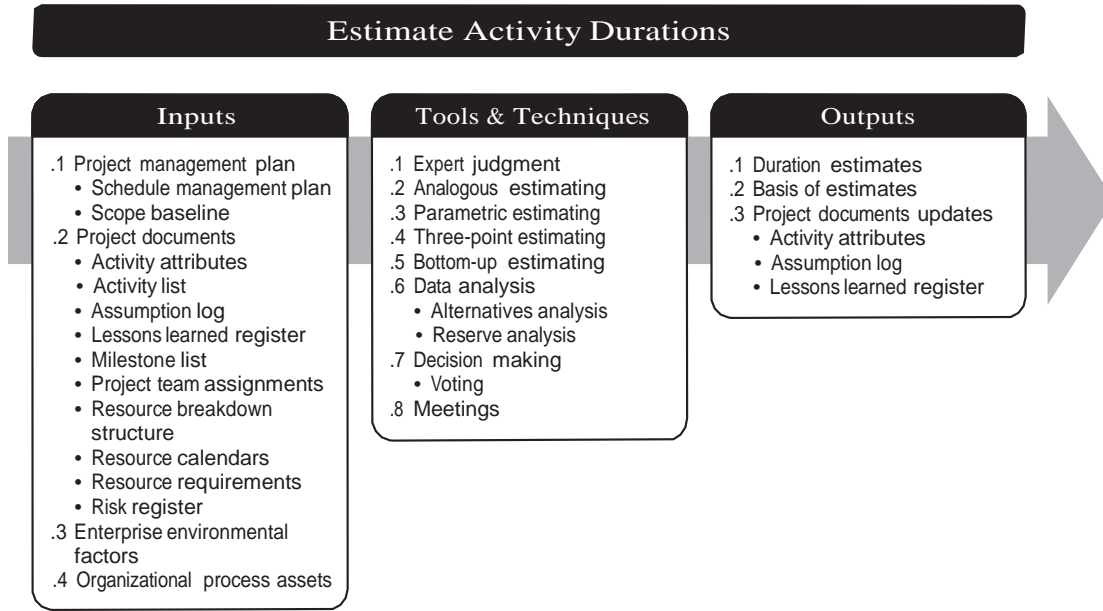 Estimate Activity Durations
Inputs
.1 Project management plan
• Schedule management plan
• Scope baseline
.2 Project documents
• Activity attributes
• Activity list
• Assumption log
• Lessons learned register
• Milestone list
• Project team assignments
• Resource breakdown
structure
• Resource calendars
• Resource requirements
• Risk register
.3 Enterprise environmental
factors
.4 Organizational process assets
Tools & Techniques
.1 Expert judgment
.2 Analogous estimating
.3 Parametric estimating
.4 Three-point estimating
.5 Bottom-up estimating
.6 Data analysis
• Alternatives analysis
• Reserve analysis
.7 Decision making
• Voting
.8 Meetings
Outputs
.1 Duration estimates
.2 Basis of estimates
.3 Project documents updates
• Activity attributes
• Assumption log
• Lessons learned register